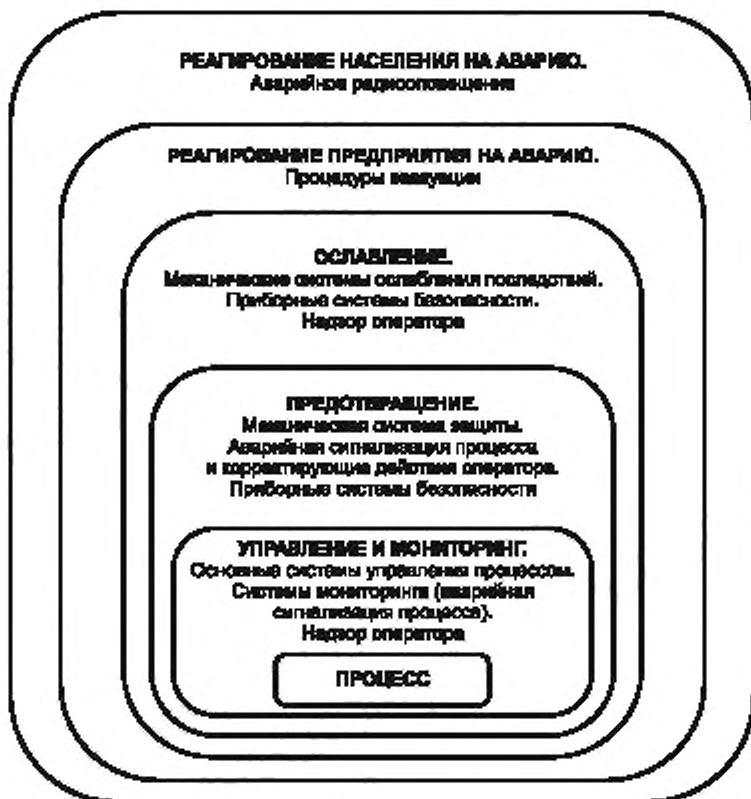 РЕАГИРОВАНИЕ НАСЕЛЕНИЯ НА АВАРИЮ.
Аварийное радиооповещение
РЕАГИРОВАНИЕ ПРЕДПРИЯТИЯ НА АВАРИЮ.
Процедуры эвакуации
ОСЛАБЛЕНИЕ.
Механические системы ослабления последствий.
Приборные системы безопасности.
Надзор оператора
ПРЕДОТВРАЩЕНИЕ.
Механическая система защиты.
Аварийная сигнализация процесса
и корректирующие действия оператора.
Приборные системы безопасности
УПРАВЛЕНИЕ И МОНИТОРИНГ.
Основные системы управления процессом.
Системы мониторинга (аварийная
сигнализация процесса).
Надзор оператора
ПРОЦЕСС